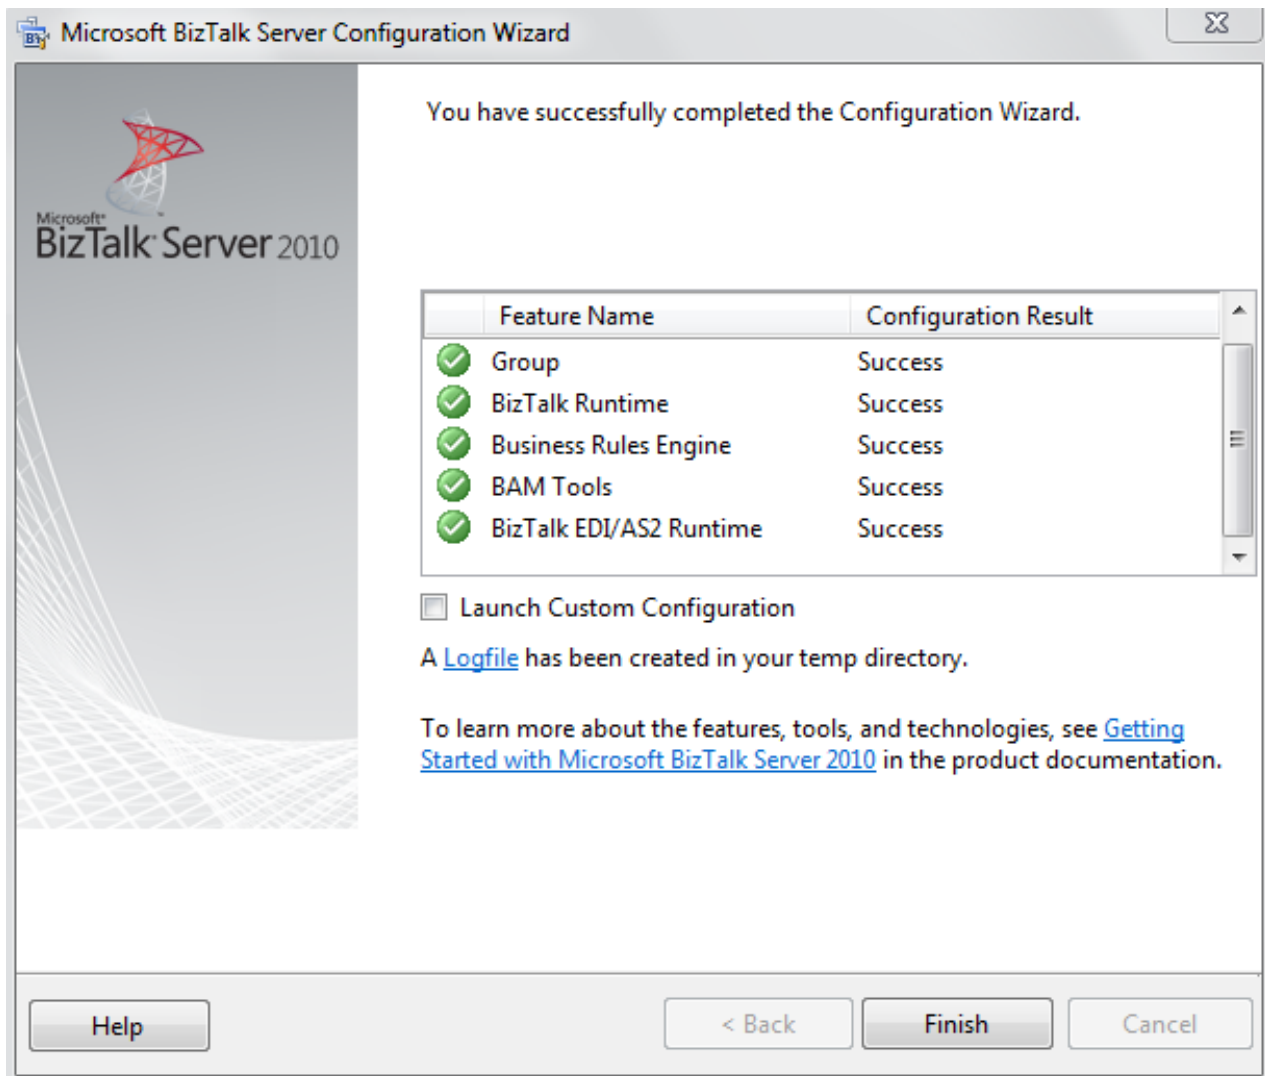 Microsoft BizTalk Server Configuration Wizard
You have successfully completed the Configuration Wizard.
Microsoft®
BizTalk Server 2010
Feature Name Configuration Result
Group Success
BizTalk Runtime Success
Business Rules Engine Success
BAM Tools Success
BizTalk EDI/AS2 Runtime Success
Launch Custom Configuration
A Logfile has been created in your temp directory.
To learn more about the features, tools, and technologies, see Getting
Started with Microsoft BizTalk Server 2010 in the product documentation.
Help < Back Finish Cancel